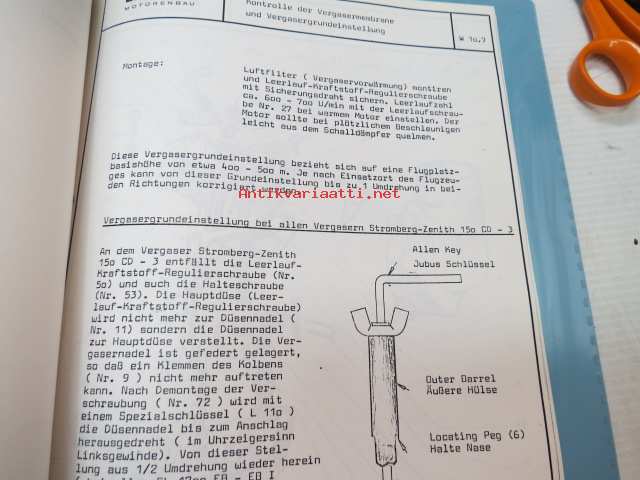 MOTORENBAU
Kontrolle der Vergasermembrane
und Vergasergrundeinstellung
W 10.7
Montage:
Luftfilter ( Vergaservorwärmung) montiren
und Leerlauf-Kraftstoff-Regulierschraube
mit Sicherungsdraht sichern. Leerlaufzahl
ca. 600 - 700 U/min mit der Leerlaufschrau-
be Nr. 27 bei warmem Motor einstellen. Der
Motor sollte bei plätzlichem Beschleunigen
leicht aus dem Schalldämpfer qualmen.
Diese Vergasergrundeinstellung bezieht sich auf eine Flugplatz-
basishöhe von etwa 400 - 500 m. Je nach Einsatzort des Flugzeu-
ges kann von dieser Grundeinstellung bis zu 1 Umdrehung in bei-
den Richtungen korrigiert werden.
Antikvariaatti.net
Vergasergrundeinstellung bei allen Vergasern Stromberg-Zenith 150 CD - 3
An dem Vergaser Stromberg-Zenith
150 CD - 3 entfällt die Leerlauf-
Kraftstoff-Regulierschraube (Nr.
50) und auch die Halteschraube
(Nr. 53). Die Hauptdüse (Leer-
lauf-Kraftstoff-Regulierschraube)
wird nicht mehr zur Düsennadel (
Nr. 11) sondern die Düsennadel
zur Hauptdüse verstellt. Die Ver-
gasernadel ist gefedert gelagert,
so daß ein Klemmen des Kolbens
( Nr. 9 ) nicht mehr auftreten
kann. Nach Demontage der Ver-
schraubung ( Nr. 72 ) wird mit
einem Spezialschlüssel ( L 110 )
die Düsennadel bis zum Anschlag
herausgedreht ( im Uhrzeigersinn
Linksgewinde). Von dieser Stel-
lung aus 1/2 Umdrehung wieder herein
Allen Key
Jubus Schlüssel
Outer Barrel
Äußere Hülse
Locating Peg (6)
Halte Nase